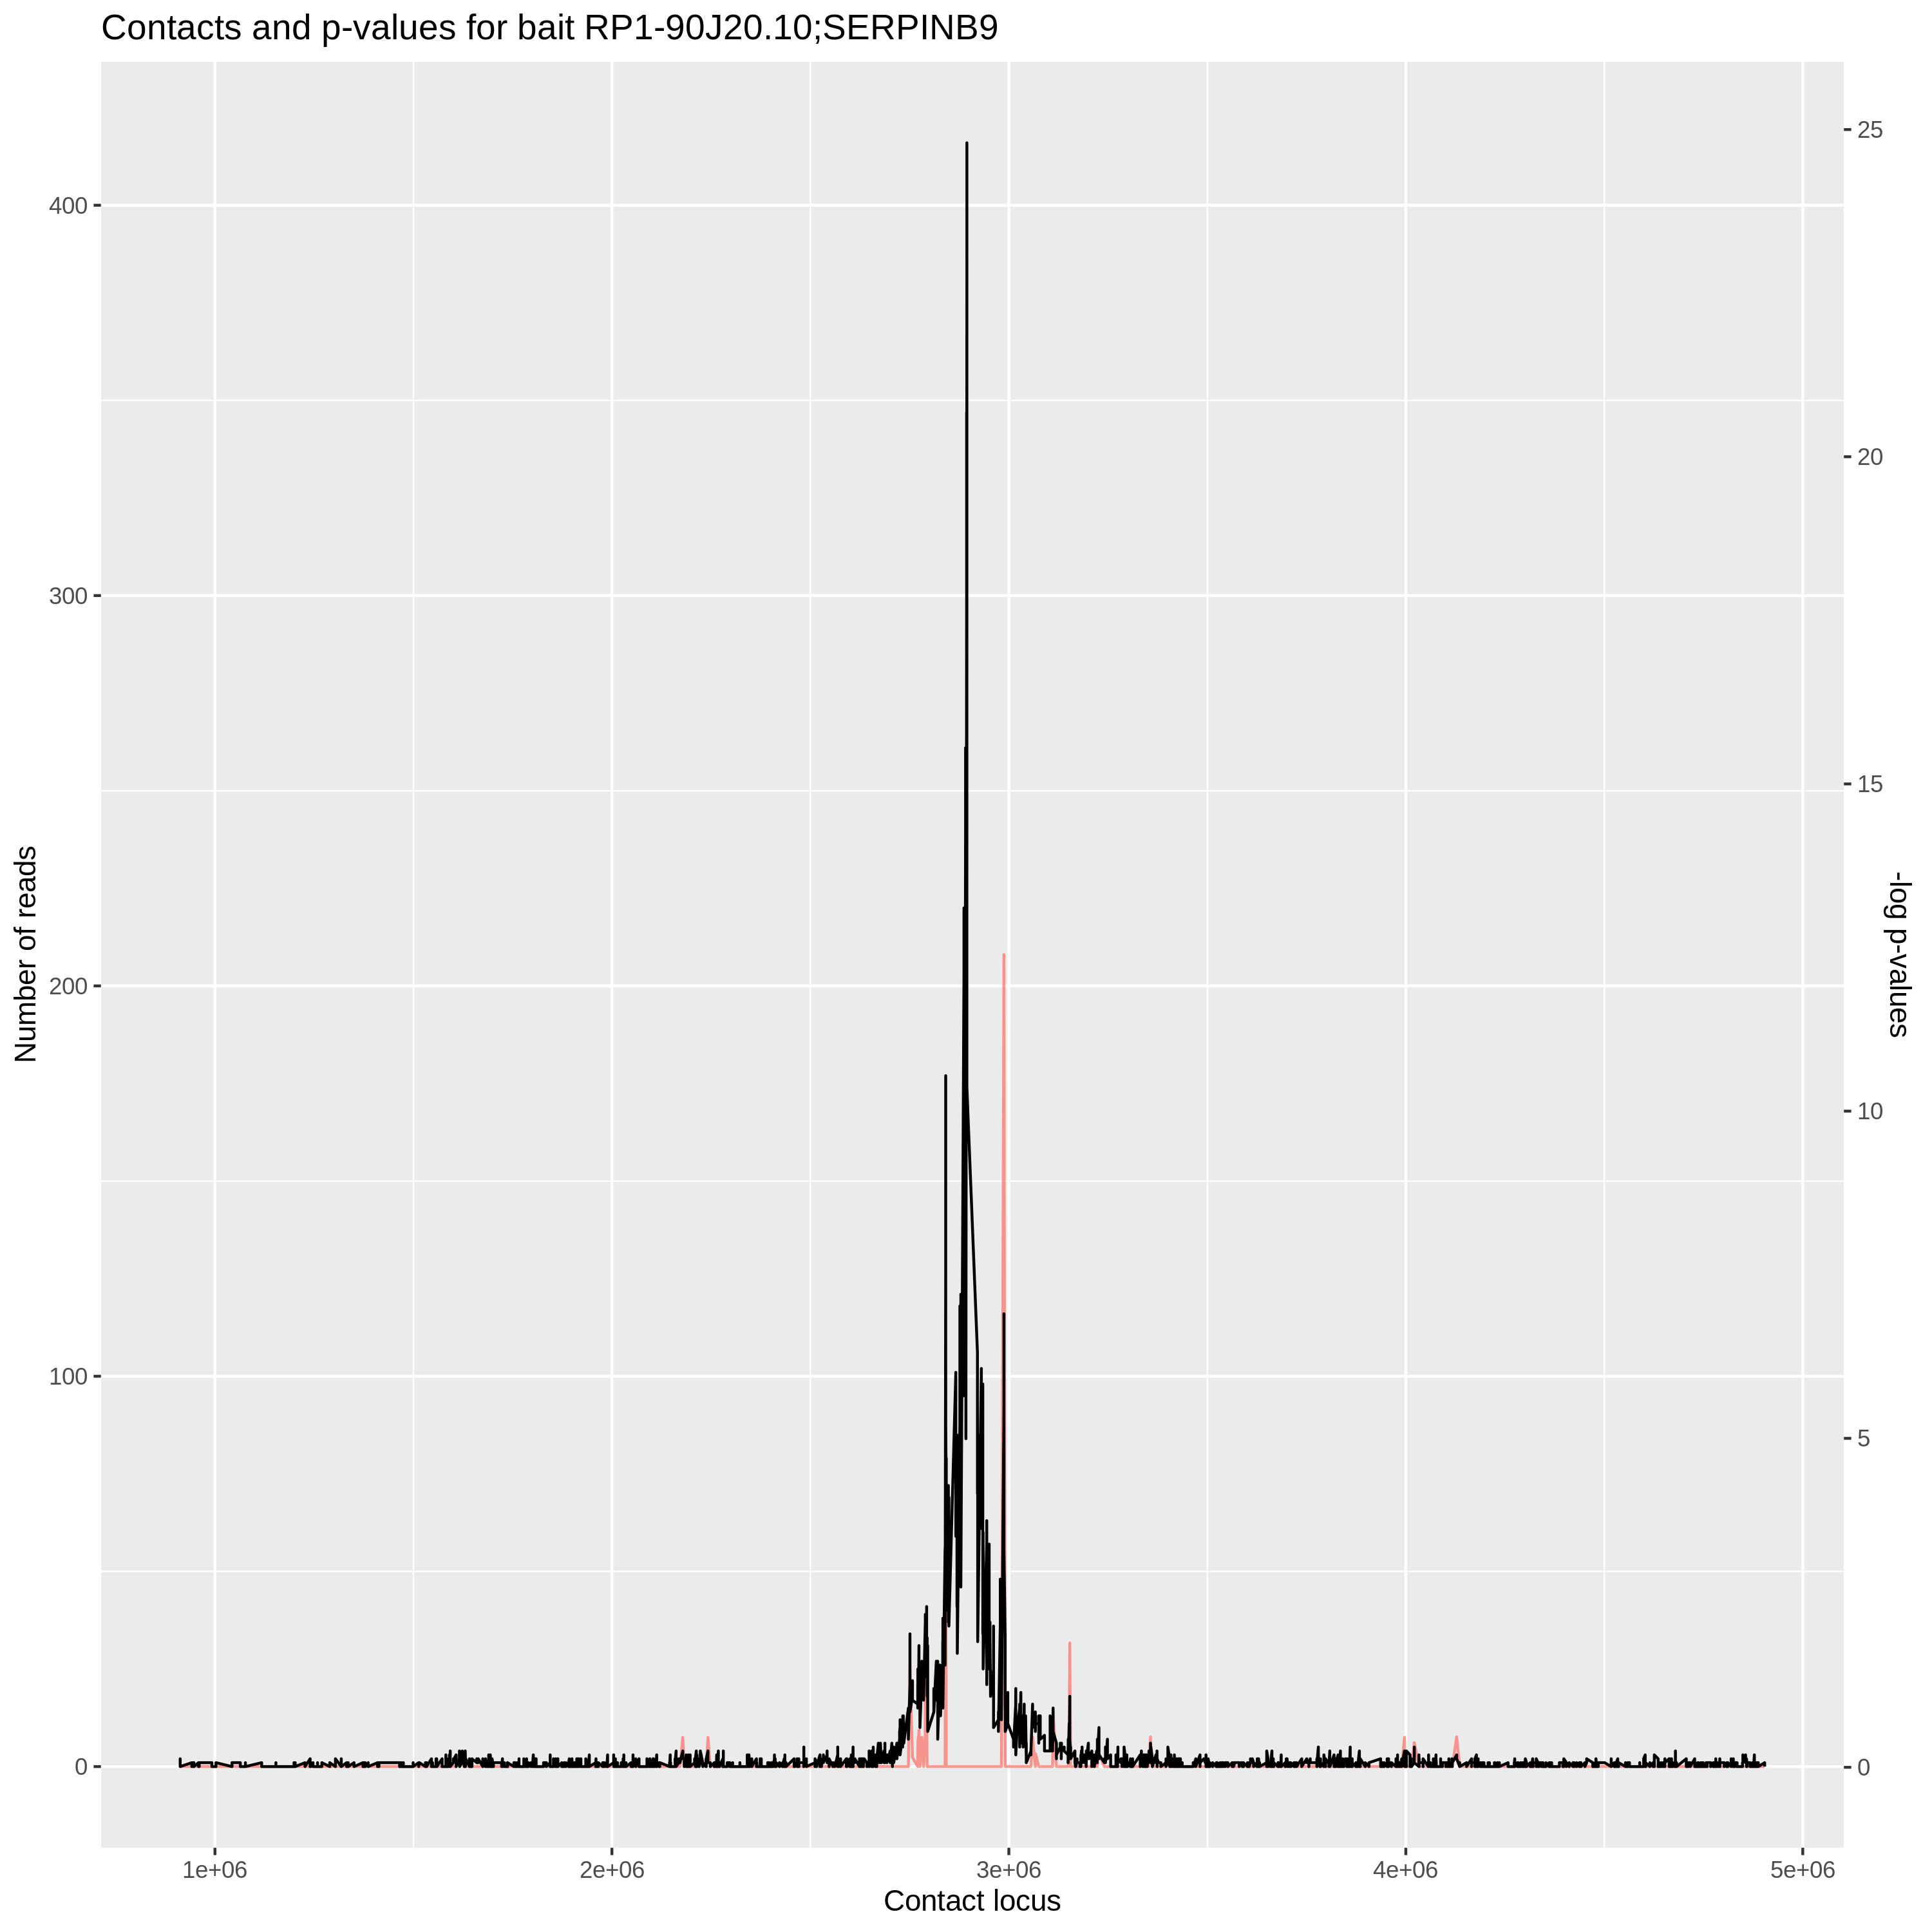 Contacts and p-values for bait RP1-90J20.10;SERPINB9
Number of reads
400
300
200
100
0
25
20
15
10
5
0
-log p-values
1e+06 2e+06 3e+06 4e+06 5e+06
Contact locus